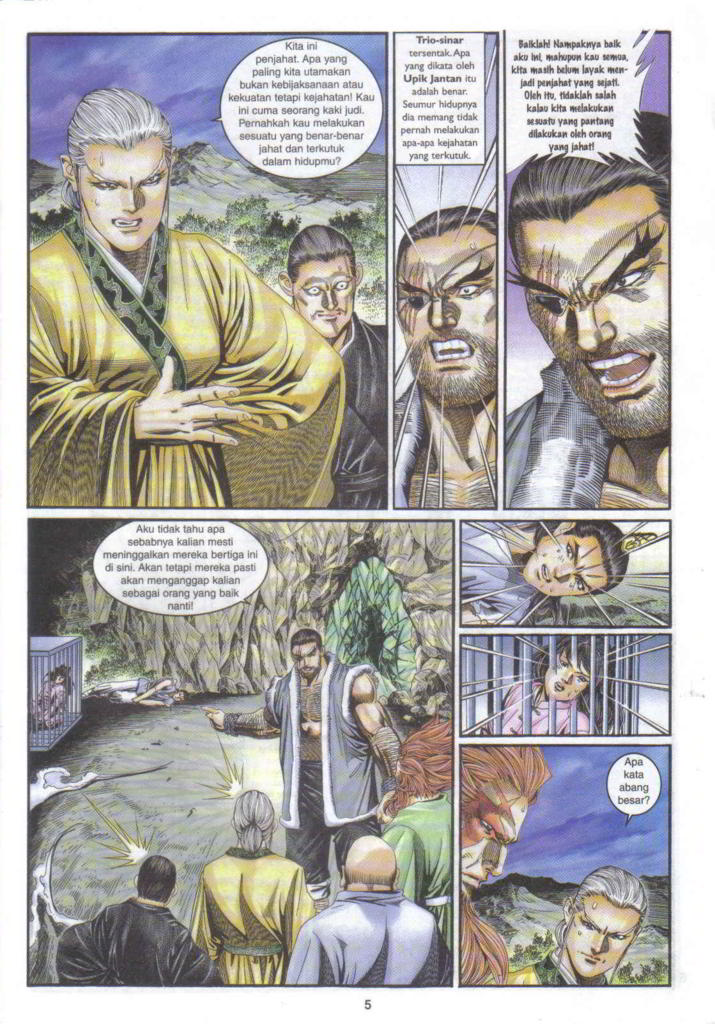 Kita ini
penjahat. Apa yang
paling kita utamakan
bukan kebijaksanaan atau
kekuatan tetapi kejahatan! Kau
ini cuma seorang kaki judi.
Pernahkah kau melakukan
sesuatu yang benar-benar
jahat dan terkutuk
dalam hidupmu?
Trio-sinar
tersentak. Apa
yang dikata oleh
Upik Jantan itu
adalah benar.
Seumur hidupnya
dia memang tidak
pernah melakukan
apa-apa kejahatan
yang terkutuk.
Baiklah! Nampaknya baik
aku ini, mahupun kau semua,
kita masih belum layak men-
jadi penjahat yang sejati.
Oleh itu, tidaklah salah
kalau kita melakukan
sesuatu yang pantang
dilakukan oleh orang
yang jahat!
Aku tidak tahu apa
sebabnya kalian mesti
meninggalkan mereka bertiga ini
di sini. Akan tetapi mereka pasti
akan menganggap kalian
sebagai orang yang baik
nanti!
Apa
kata
abang
besar?
5